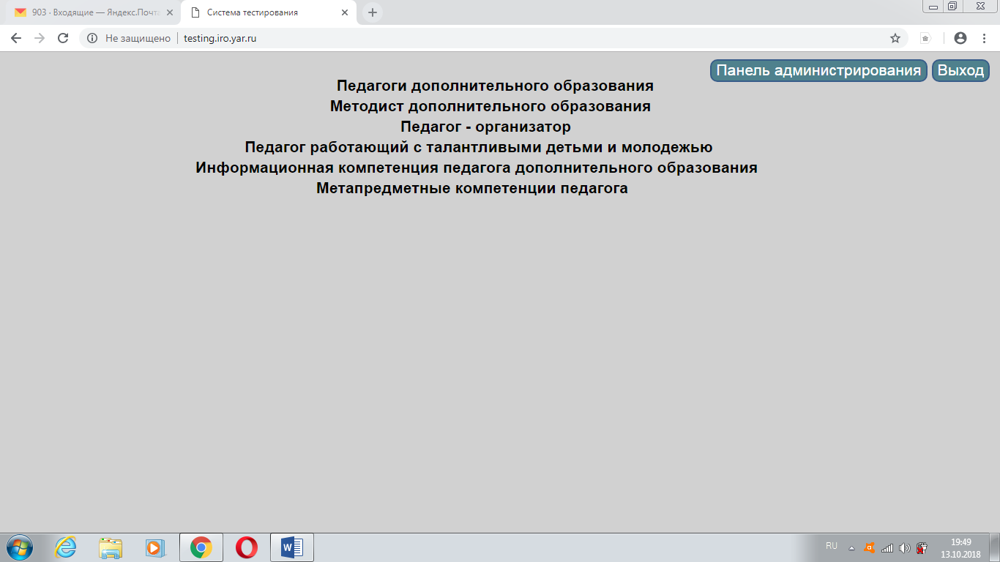 903 · Входящие — Яндекс.Почта
Система тестирования
Не защищено
testing.iro.yar.ru
Панель администрирования
Выход
Педагоги дополнительного образования
Методист дополнительного образования
Педагог - организатор
Педагог работающий с талантливыми детьми и молодежью
Информационная компетенция педагога дополнительного образования
Метапредметные компетенции педагога
RU
19:49
13.10.2018